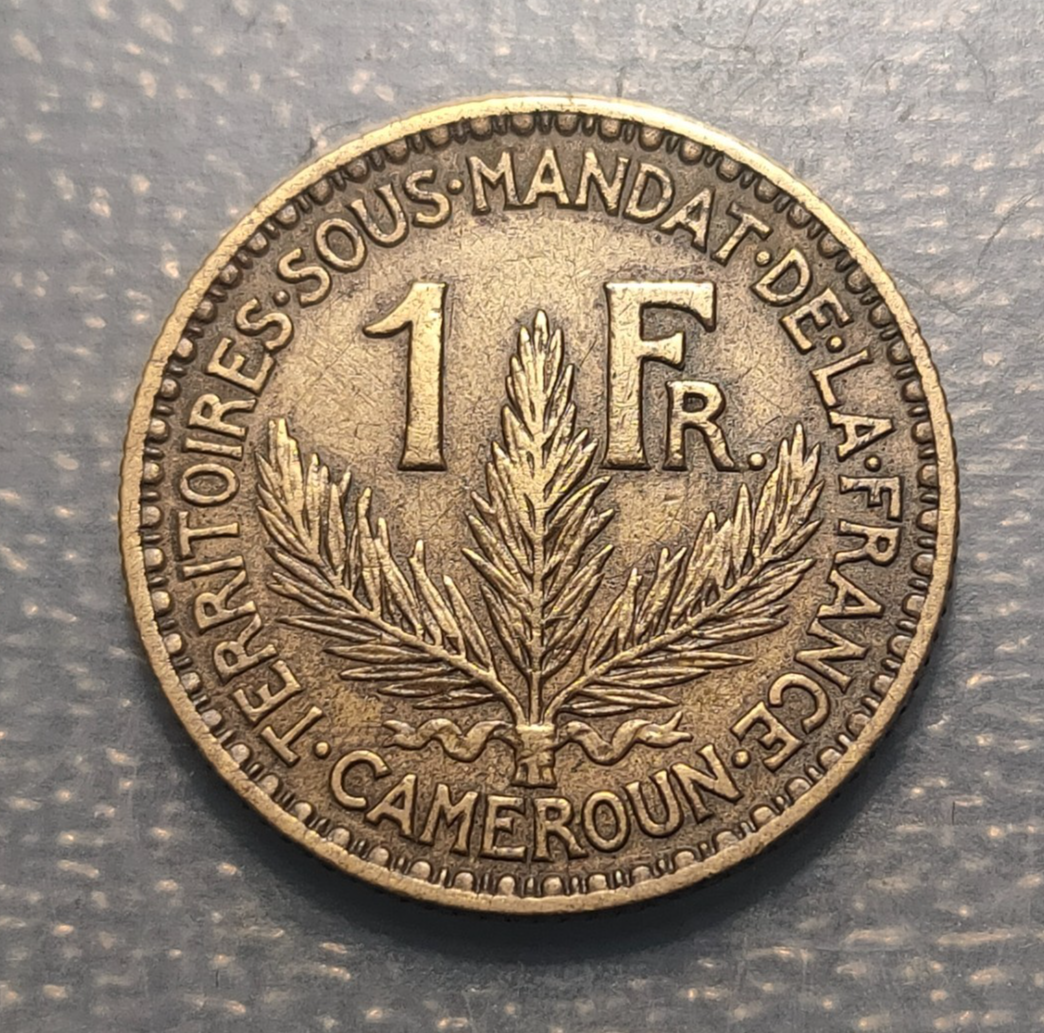 TERRITOIRES·SOUS·MANDAT·DE·LA·FRANCE
1 FR.
·CAMEROUN·